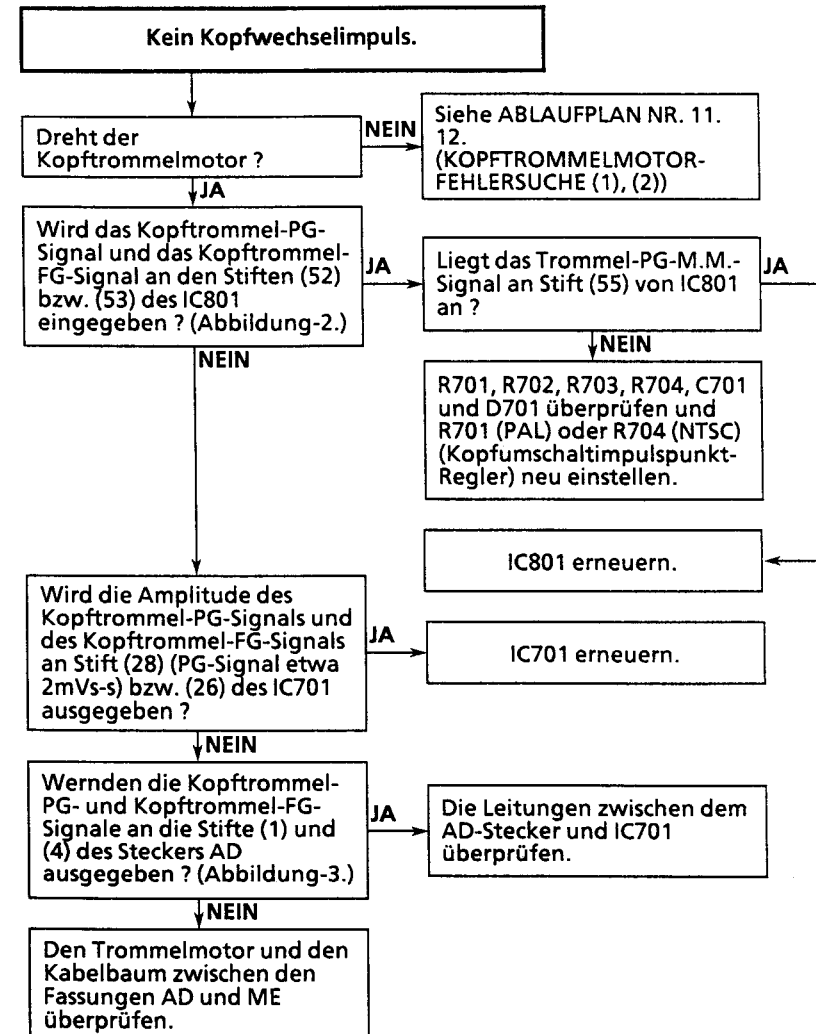 Kein Kopfwechselimpuls.
Dreht der
Kopftrommelmotor ?
NEIN
Siehe ABLAUFPLAN NR. 11.
12.
(KOPFTROMMELMOTOR-
FEHLERSUCHE (1), (2))
JA
Wird das Kopftrommel-PG-
Signal und das Kopftrommel-
FG-Signal an den Stiften (52)
bzw. (53) des IC801
eingegeben ? (Abbildung-2.)
JA
Liegt das Trommel-PG-M.M.-
Signal an Stift (55) von IC801
an ?
JA
NEIN
NEIN
R701, R702, R703, R704, C701
und D701 überprüfen und
R701 (PAL) oder R704 (NTSC)
(Kopfumschaltimpulspunkt-
Regler) neu einstellen.
IC801 erneuern.
Wird die Amplitude des
Kopftrommel-PG-Signals und
des Kopftrommel-FG-Signals
an Stift (28) (PG-Signal etwa
2mVs-s) bzw. (26) des IC701
ausgegeben ?
JA
IC701 erneuern.
NEIN
Wernden die Kopftrommel-
PG- und Kopftrommel-FG-
Signale an die Stifte (1) und
(4) des Steckers AD
ausgegeben ? (Abbildung-3.)
JA
Die Leitungen zwischen dem
AD-Stecker und IC701
überprüfen.
NEIN
Den Trommelmotor und den
Kabelbaum zwischen den
Fassungen AD und ME
überprüfen.